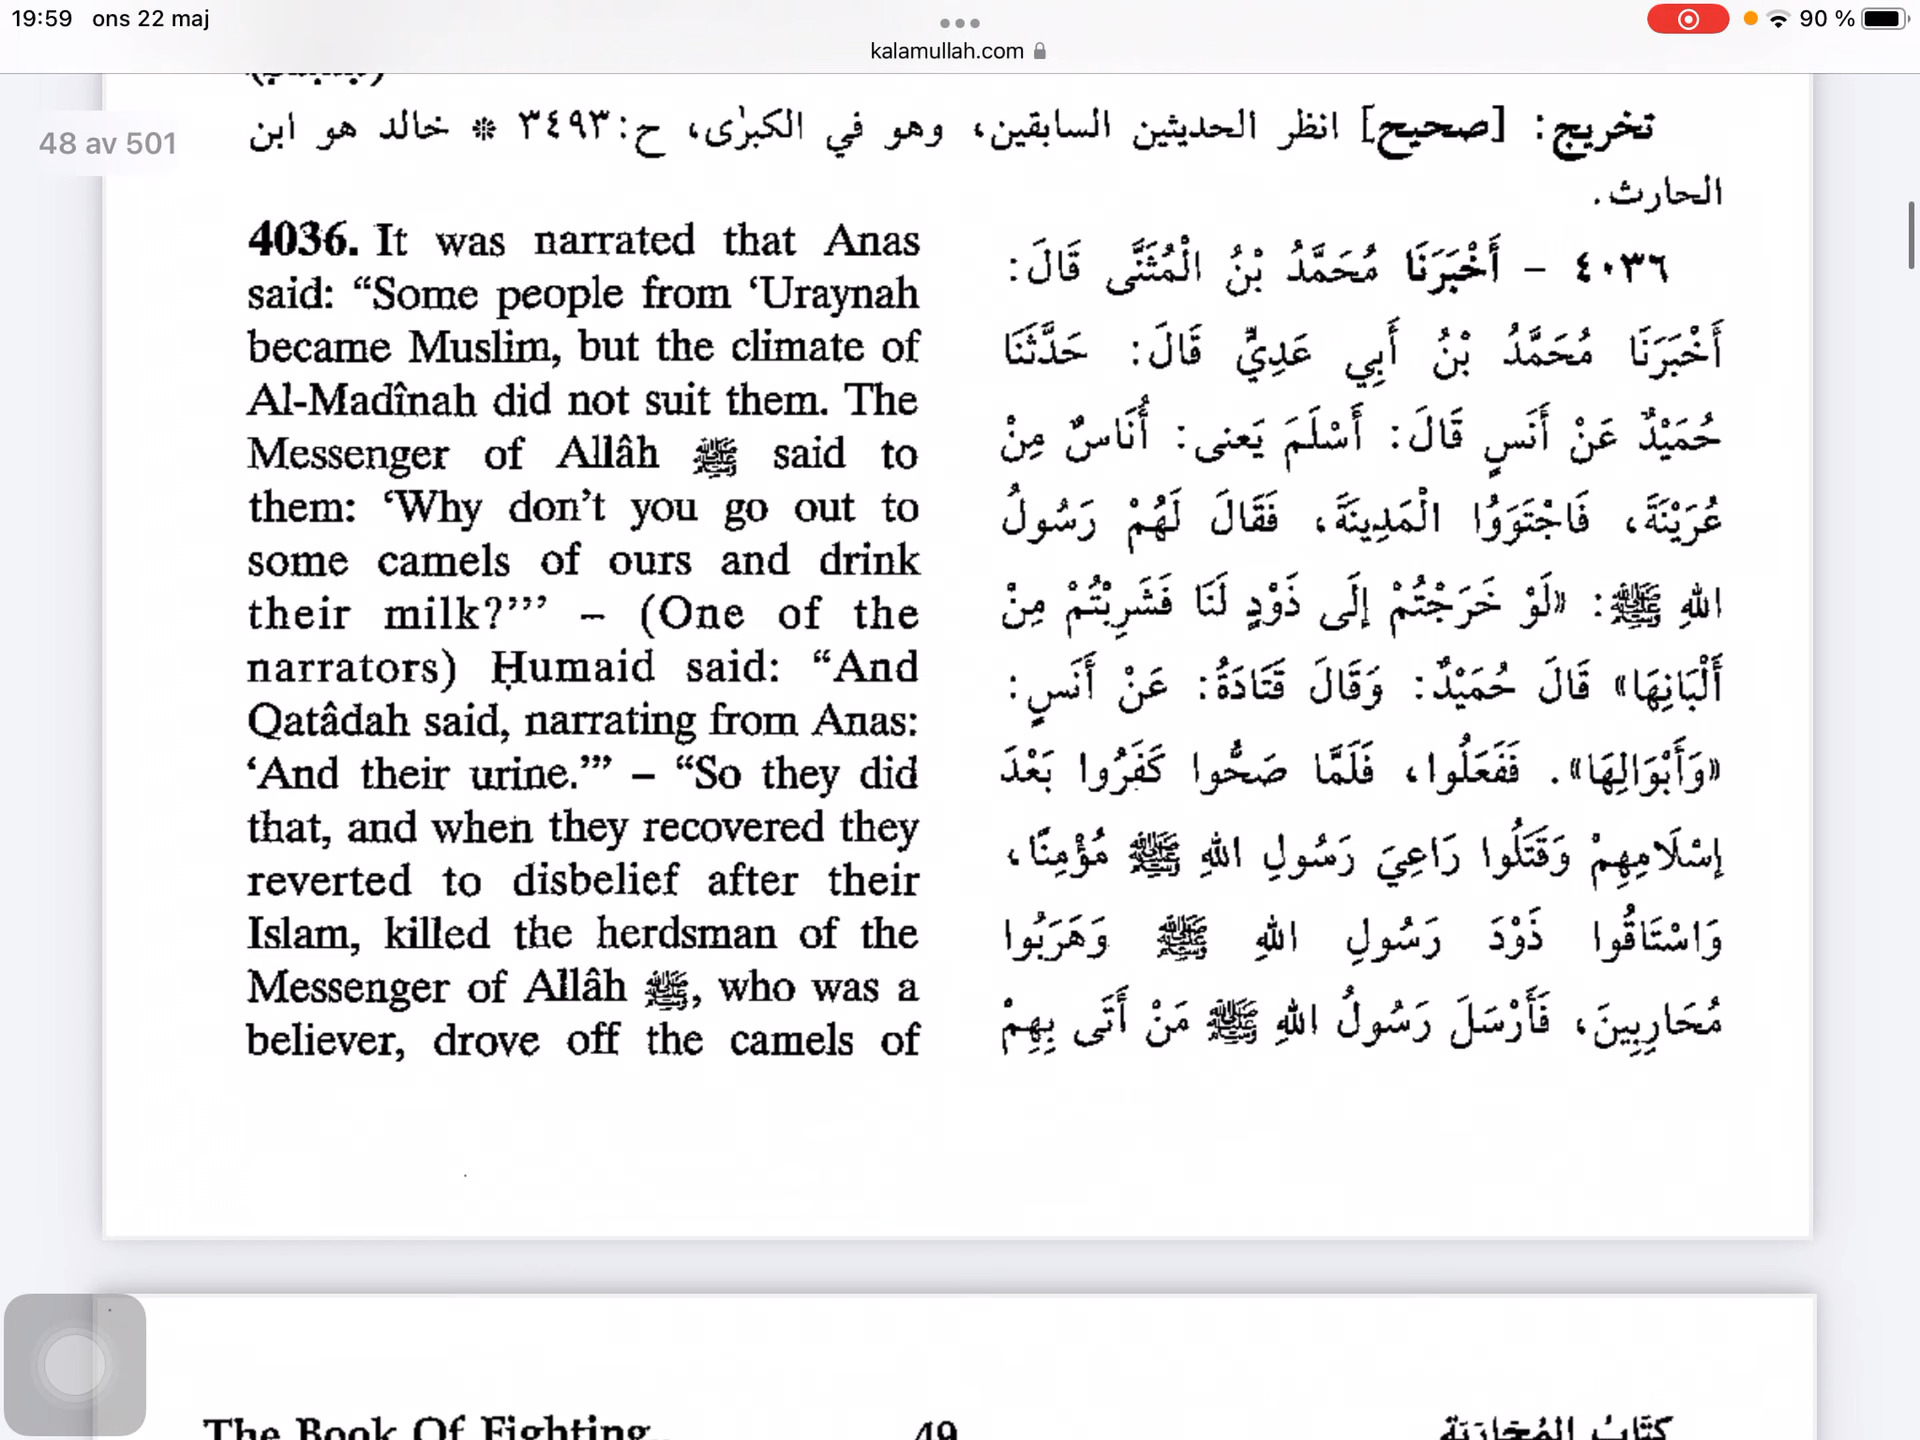 19:59 ons 22 maj
90 %
kalamullah.com
48 av 501
تخريج: [صحيح] انظر الحديثين السابقين، وهو في الكبرٰى، ح:٣٤٩٣ * خالد هو ابن
الحارث.
4036. It was narrated that Anas
said: “Some people from ‘Uraynah
became Muslim, but the climate of
Al-Madînah did not suit them. The
Messenger of Allâh ﷺ said to
them: ‘Why don’t you go out to
some camels of ours and drink
their milk?’” – (One of the
narrators) Ḥumaid said: “And
Qatâdah said, narrating from Anas:
‘And their urine.’” – “So they did
that, and when they recovered they
reverted to disbelief after their
Islam, killed the herdsman of the
Messenger of Allâh ﷺ, who was a
believer, drove off the camels of
٤٠٣٦ – أَخْبَرَنَا مُحَمَّدُ بْنُ الْمُثَنَّى قَالَ:
أَخْبَرَنَا مُحَمَّدُ بْنُ أَبِي عَدِيٍّ قَالَ: حَدَّثَنَا
حُمَيْدٌ عَنْ أَنَسٍ قَالَ: أَسْلَمَ يَعنى: أُنَاسٌ مِنْ
عُرَيْنَةَ، فَاجْتَوَوُا الْمَدِينَةَ، فَقَالَ لَهُمْ رَسُولُ
اللهِ ﷺ: «لَوْ خَرَجْتُمْ إِلَى ذَوْدٍ لَنَا فَشَرِبْتُمْ مِنْ
أَلْبَانِهَا» قَالَ حُمَيْدٌ: وَقَالَ قَتَادَةُ: عَنْ أَنَسٍ:
«وَأَبْوَالِهَا». فَفَعَلُوا، فَلَمَّا صَحُّوا كَفَرُوا بَعْدَ
إِسْلَامِهِمْ وَقَتَلُوا رَاعِيَ رَسُولِ اللهِ ﷺ مُؤْمِنًا،
وَاسْتَاقُوا ذَوْدَ رَسُولِ اللهِ ﷺ وَهَرَبُوا
مُحَارِبِينَ، فَأَرْسَلَ رَسُولُ اللهِ ﷺ مَنْ أَتَى بِهِمْ
The Book Of Fighting..
49
كِتَابُ المُحَارَبَة